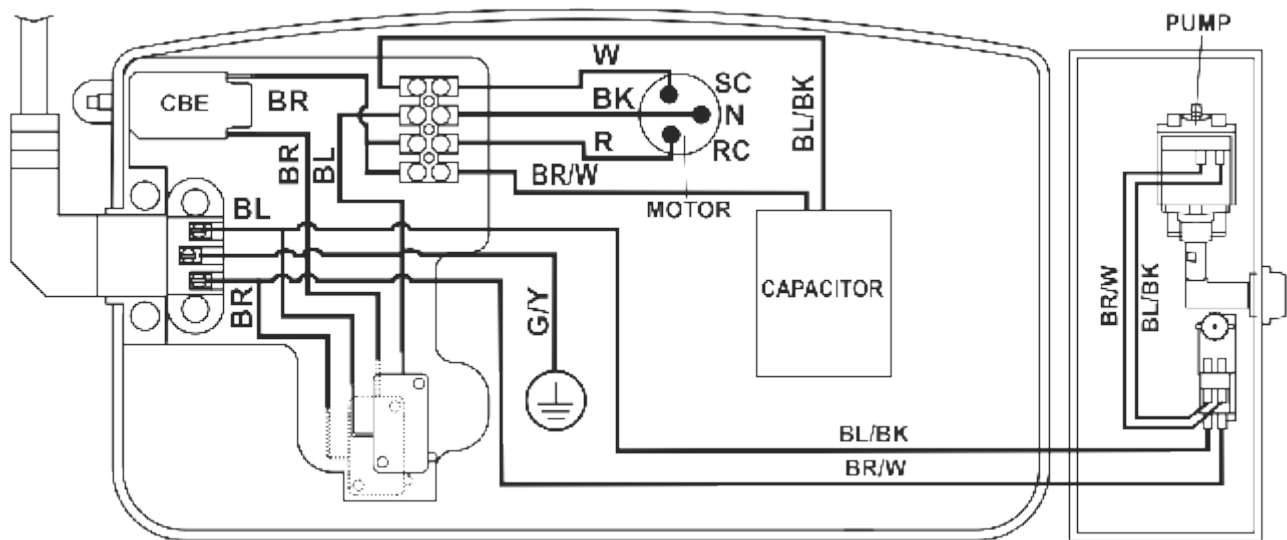 PUMP
W
SC
CBE
BR
BK
N
R
RC
BL/BK
BR
BL
BR/W
MOTOR
BL
CAPACITOR
BR/W
BL/BK
BR
G/Y
BL/BK
BR/W